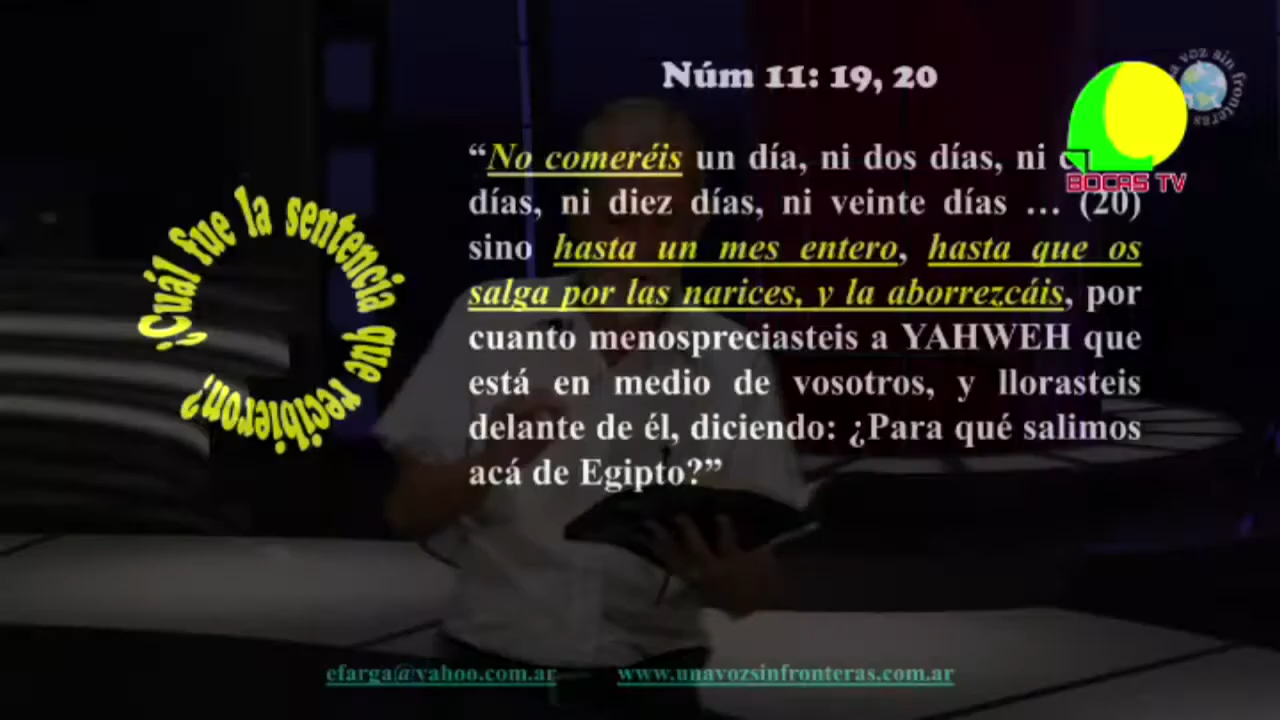 Núm 11: 19, 20
“No comeréis un día, ni dos días, ni
días, ni diez días, ni veinte días … (20)
sino hasta un mes entero, hasta que os
salga por las narices, y la aborrezcáis, por
cuanto menospreciasteis a YAHWEH que
está en medio de vosotros, y llorasteis
delante de él, diciendo: ¿Para qué salimos
acá de Egipto?”
¿Cuál fue la sentencia que recibieron?
BOCAS TV
voz sin fronteras
efarga@yahoo.com.ar www.unavozsinfronteras.com.ar